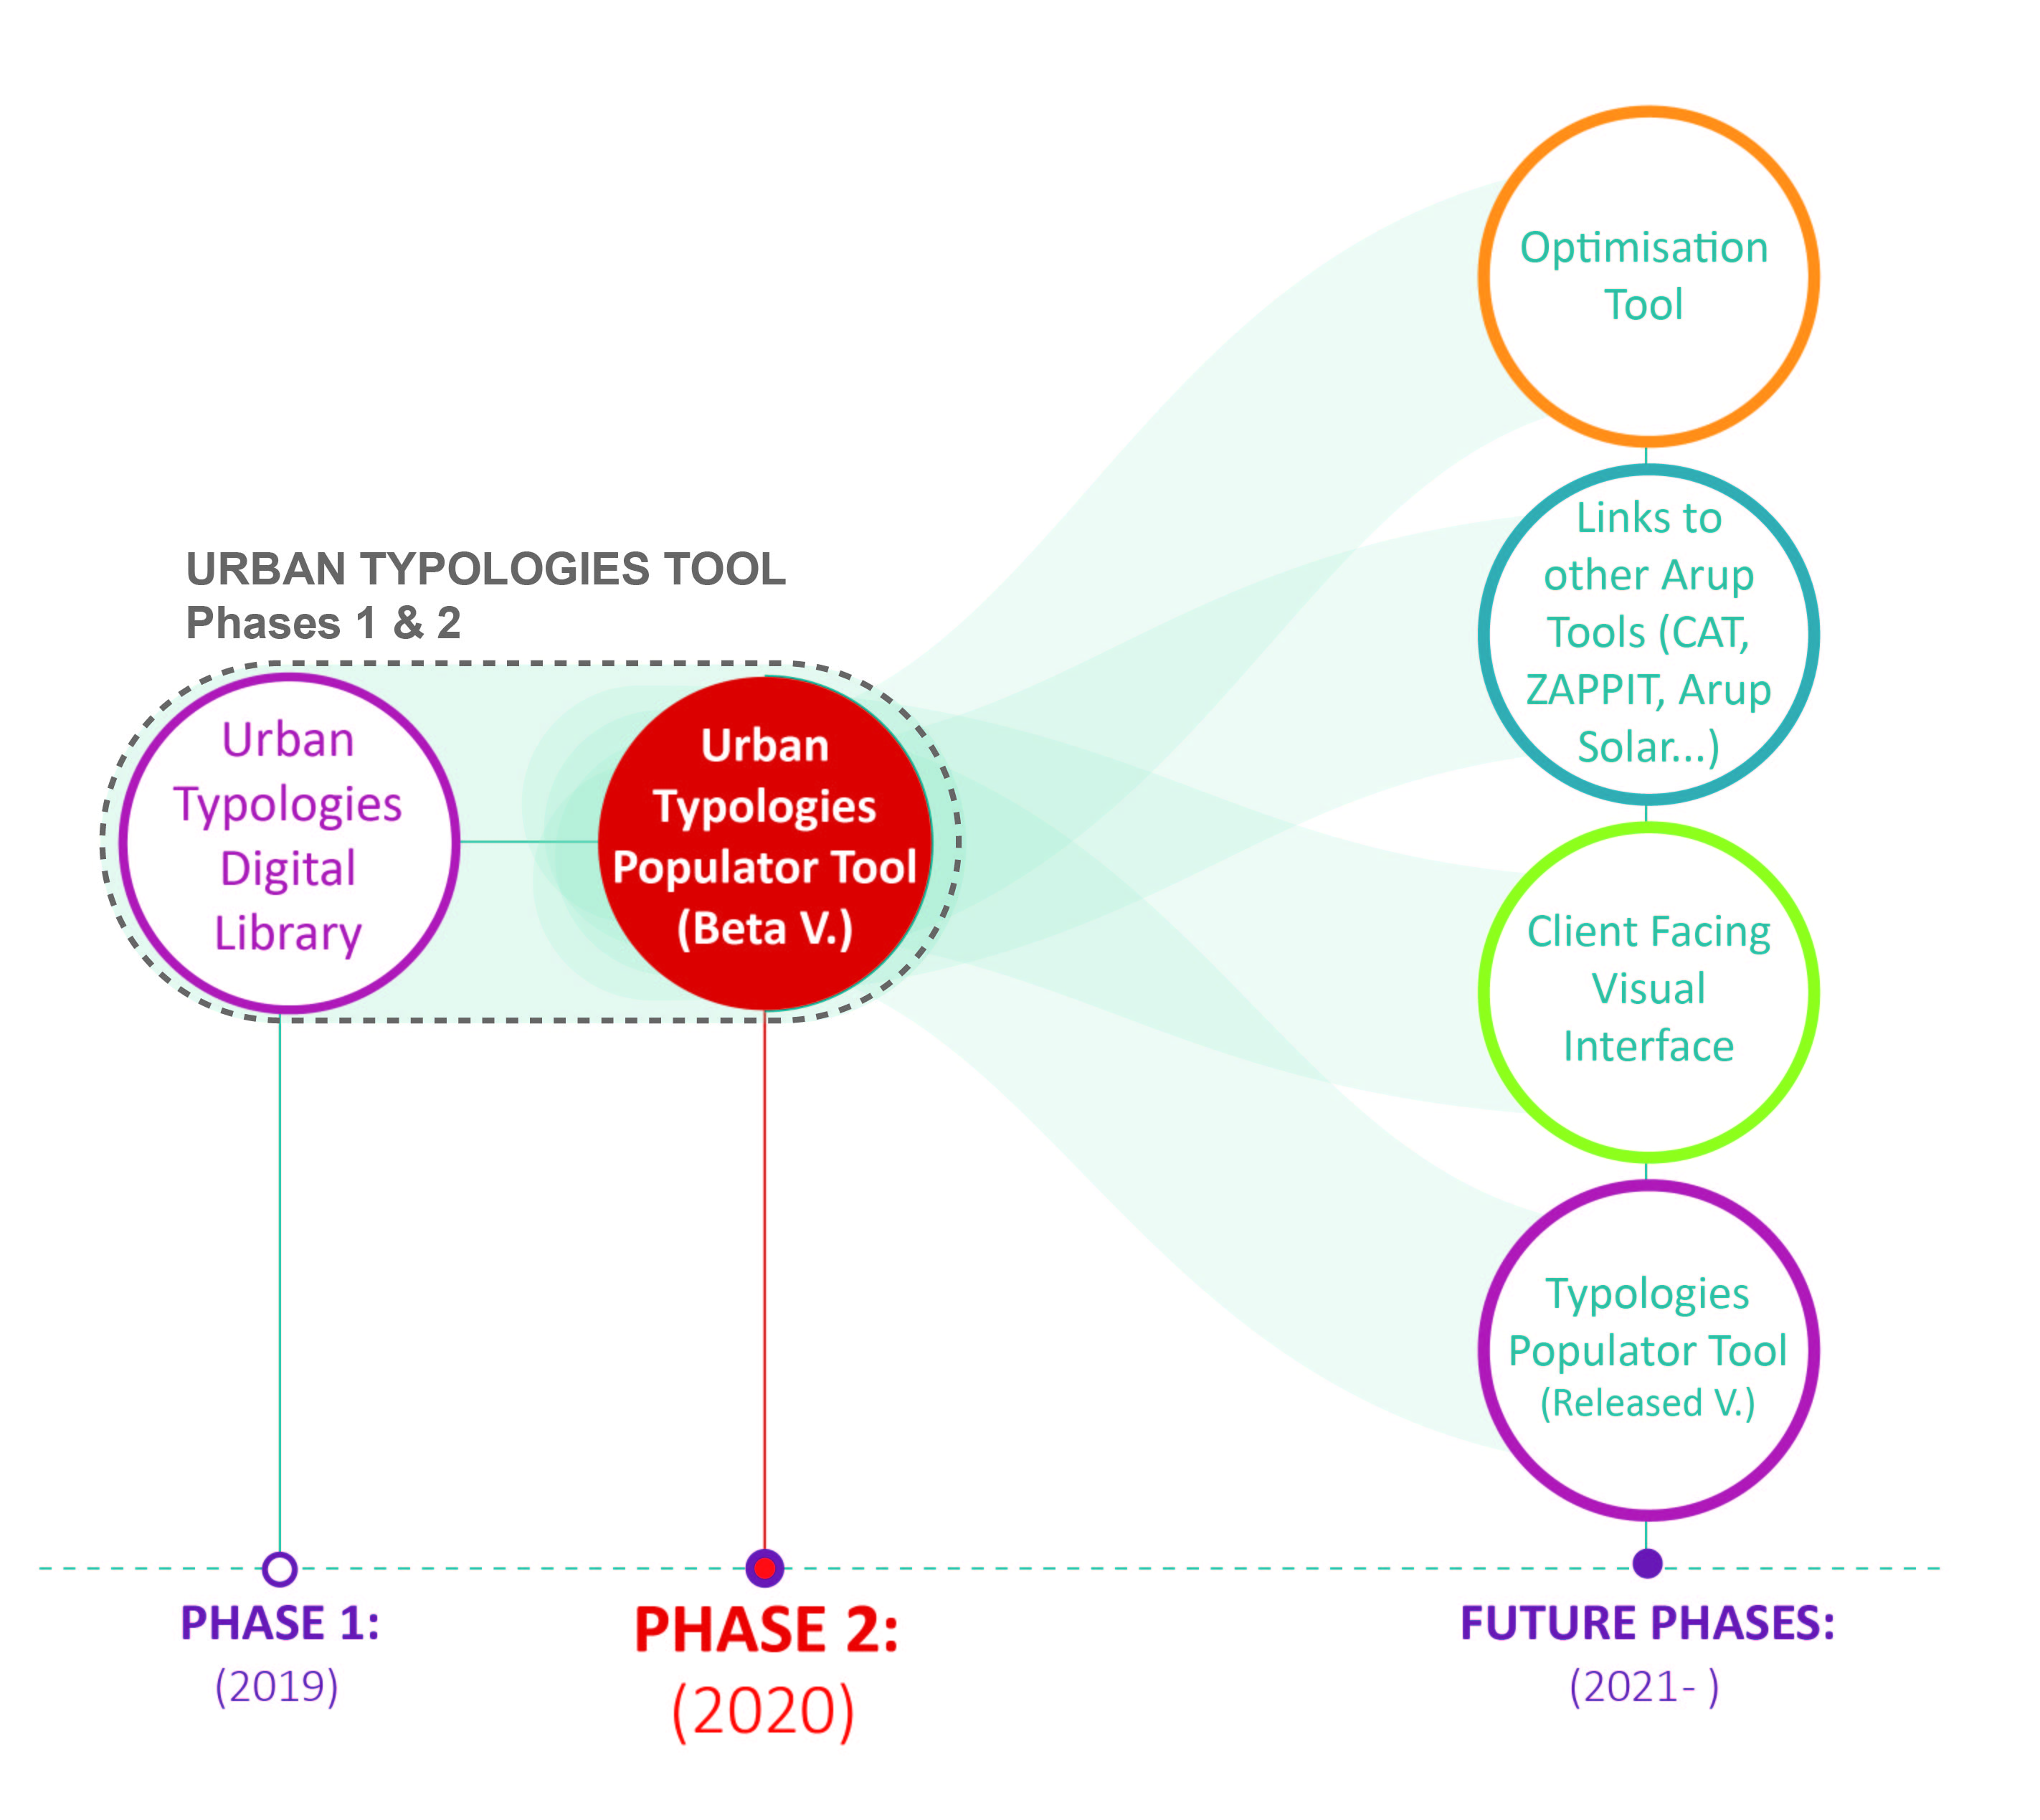 Optimisation
Tool
Links to
other Arup
Tools (CAT,
ZAPPIT, Arup
Solar...)
URBAN TYPOLOGIES TOOL
Phases 1 & 2
Urban
Typologies
Digital
Library
Urban
Typologies
Populator Tool
(Beta V.)
Client Facing
Visual
Interface
Typologies
Populator Tool
(Released V.)
PHASE 1:
(2019)
PHASE 2:
(2020)
FUTURE PHASES:
(2021- )